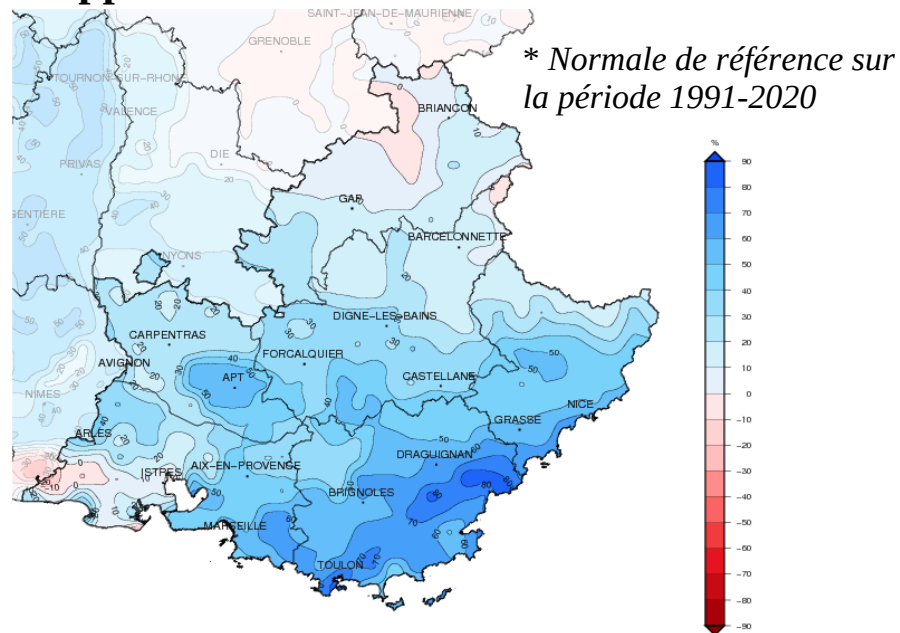 SAINT-JEAN-DE-MAURIENNE
GRENOBLE
* Normale de référence sur
la période 1991-2020
TOURNON-SUR-RHONE
BRIANCON
VALENCE
DIE
PRIVAS
GAP
BARCELONNETTE
NYONS
DIGNE-LES-BAINS
CARPENTRAS
FORCALQUIER
AVIGNON
APT
CASTELLANE
NIMES
NICE
GRASSE
ARLES
DRAGUIGNAN
AIX-EN-PROVENCE
ISTRES
BRIGNOLES
MARSEILLE
TOULON
%
90
80
70
60
50
40
30
20
10
0
-10
-20
-30
-40
-50
-60
-70
-80
-90